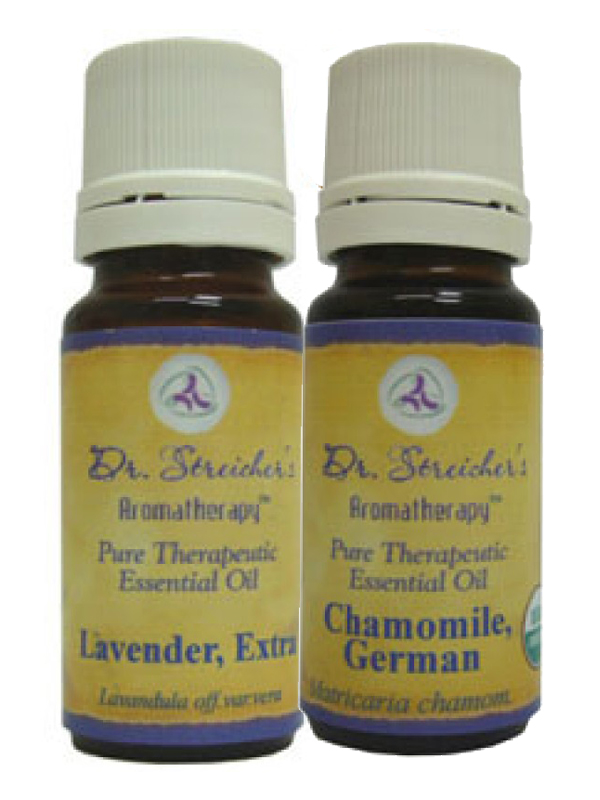 Dr. Streicher's
Aromatherapy™
Pure Therapeutic
Essential Oil
Lavender, Extra
Lavandula off. var. vera
Dr. Streicher's
Aromatherapy™
Pure Therapeutic
Essential Oil
Chamomile,
German
Matricaria chamom.